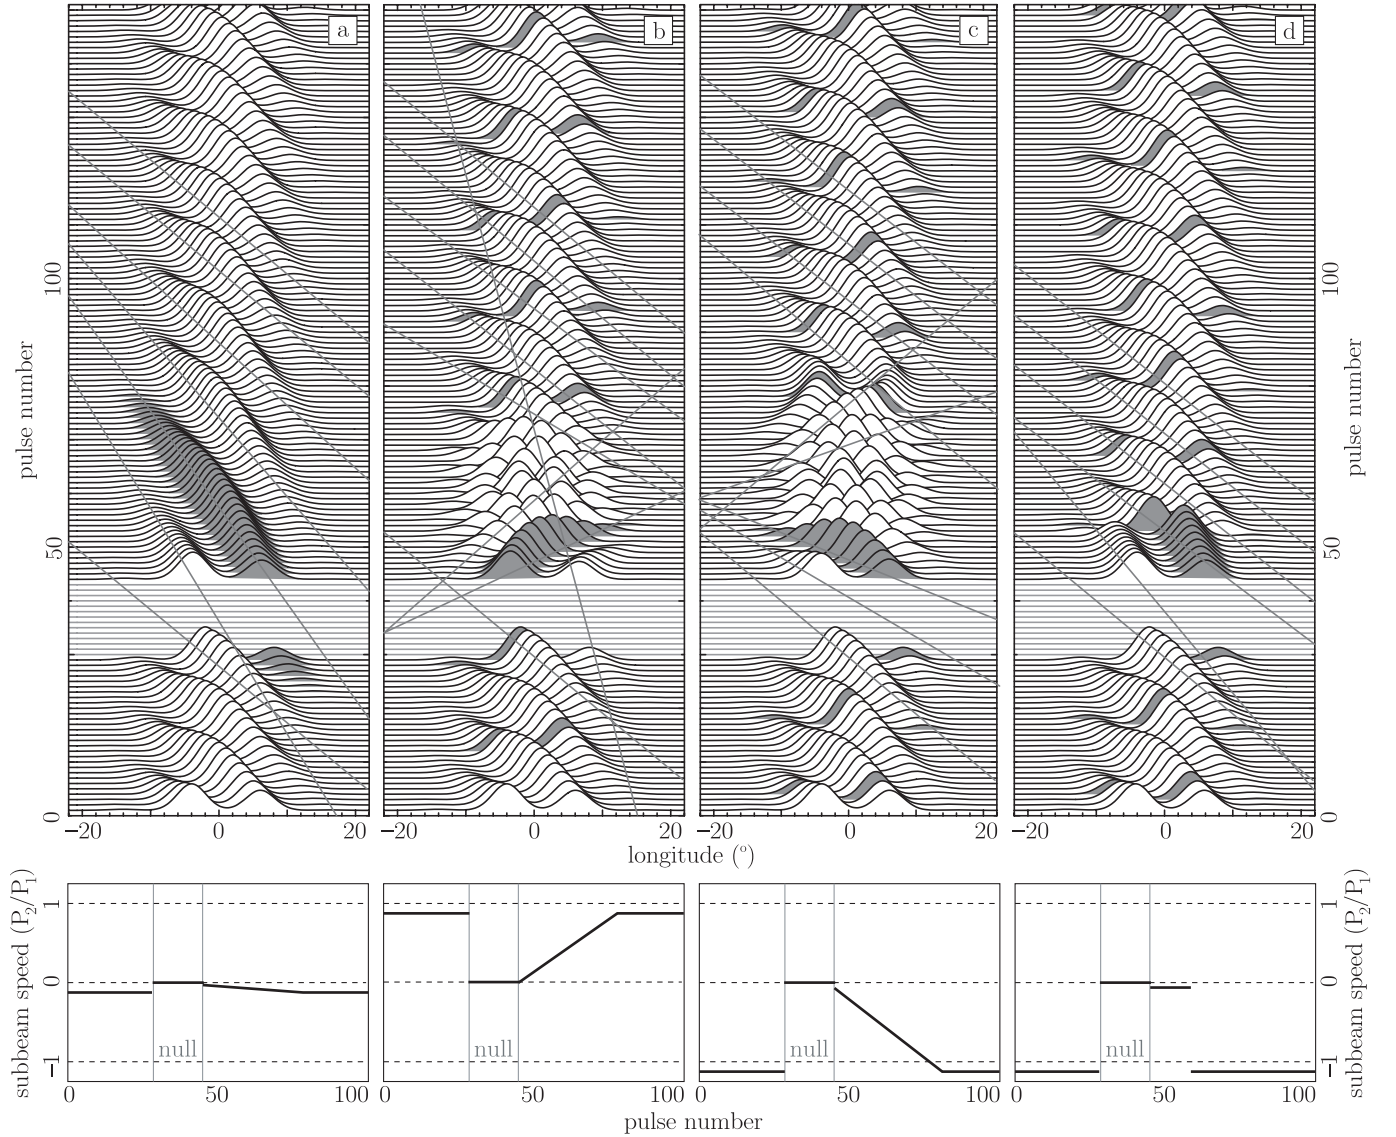 a b c d
pulse number
0 50 100
pulse number
0 50 100
−20 0 20 −20 0 20 −20 0 20 −20 0 20
longitude (°)
subbeam speed (P2/P1)
1 0 −1
null null null null
subbeam speed (P2/P1)
1 0 −1
0 50 100 0 50 100 0 50 100 0 50 100
pulse number